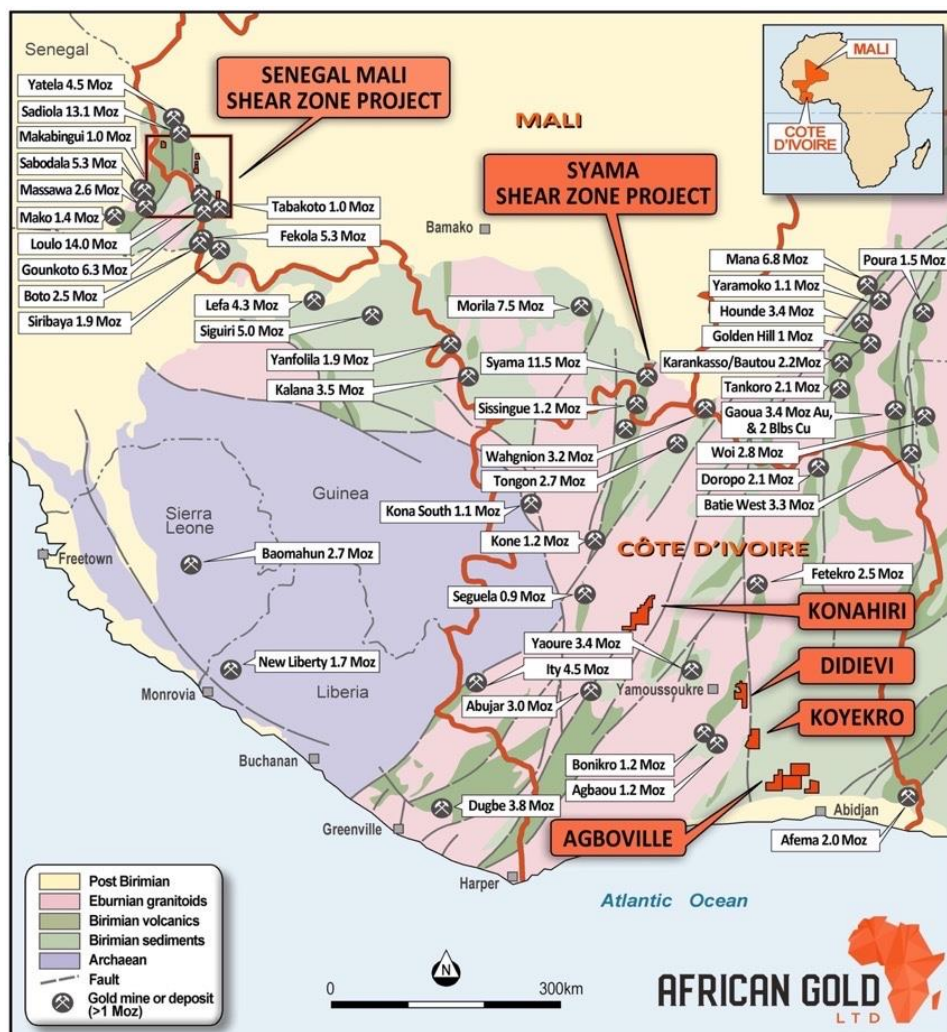 Senegal
Yatela 4.5 Moz
Sadiola 13.1 Moz
Makabingui 1.0 Moz
Sabodala 5.3 Moz
Massawa 2.6 Moz
Mako 1.4 Moz
Loulo 14.0 Moz
Gounkoto 6.3 Moz
Boto 2.5 Moz
Siribaya 1.9 Moz
SENEGAL MALI
SHEAR ZONE PROJECT
Tabakoto 1.0 Moz
Fekola 5.3 Moz
MALI
SYAMA
SHEAR ZONE PROJECT
Bamako
MALI
COTE
D'IVOIRE
Lefa 4.3 Moz
Siguiri 5.0 Moz
Morila 7.5 Moz
Yanfolila 1.9 Moz
Kalana 3.5 Moz
Syama 11.5 Moz
Sissingue 1.2 Moz
Wahgnion 3.2 Moz
Tongon 2.7 Moz
Mana 6.8 Moz
Poura 1.5 Moz
Yaramoko 1.1 Moz
Hounde 3.4 Moz
Golden Hill 1 Moz
Karankasso/Bautou 2.2Moz
Tankoro 2.1 Moz
Gaoua 3.4 Moz Au,
& 2 Blbs Cu
Woi 2.8 Moz
Doropo 2.1 Moz
Batie West 3.3 Moz
Guinea
Sierra
Leone
Freetown
Baomahun 2.7 Moz
Kona South 1.1 Moz
Kone 1.2 Moz
CÔTE D'IVOIRE
Fetekro 2.5 Moz
Seguela 0.9 Moz
KONAHIRI
New Liberty 1.7 Moz
Monrovia
Liberia
Yaoure 3.4 Moz
Ity 4.5 Moz
Abujar 3.0 Moz
Yamoussoukre
DIDIEVI
KOYEKRO
Buchanan
Bonikro 1.2 Moz
Agbaou 1.2 Moz
Dugbe 3.8 Moz
Greenville
AGBOVILLE
Abidjan
Afema 2.0 Moz
Harper
Atlantic Ocean
Post Birimian
Eburnian granitoids
Birimian volcanics
Birimian sediments
Archaean
Fault
Gold mine or deposit
(>1 Moz)
N
0 300km
AFRICAN GOLD
LTD